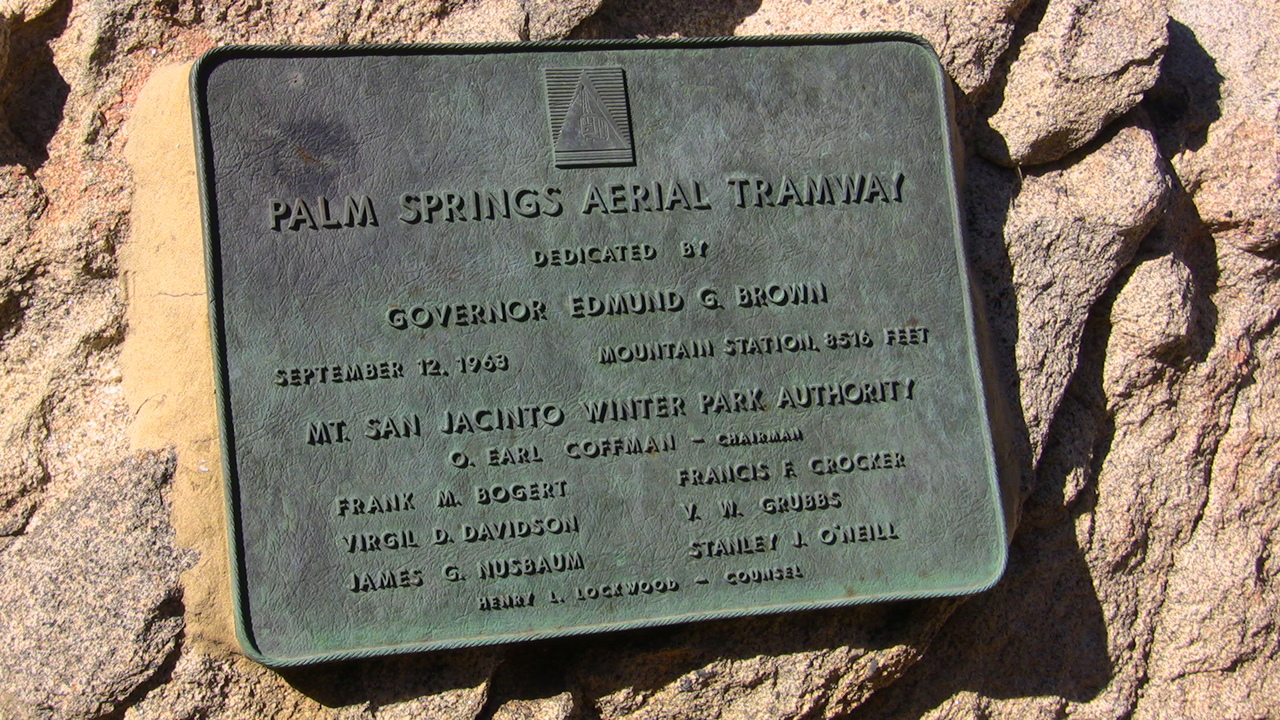 PALM SPRINGS AERIAL TRAMWAY
DEDICATED BY
GOVERNOR EDMUND G. BROWN
SEPTEMBER 12, 1963 MOUNTAIN STATION, 8516 FEET
MT. SAN JACINTO WINTER PARK AUTHORITY
O. EARL COFFMAN - CHAIRMAN
FRANK M. BOGERT FRANCIS F. CROCKER
VIRGIL D. DAVIDSON V. W. GRUBBS
JAMES G. NUSBAUM STANLEY J. O'NEILL
HENRY L. LOCKWOOD - COUNSEL